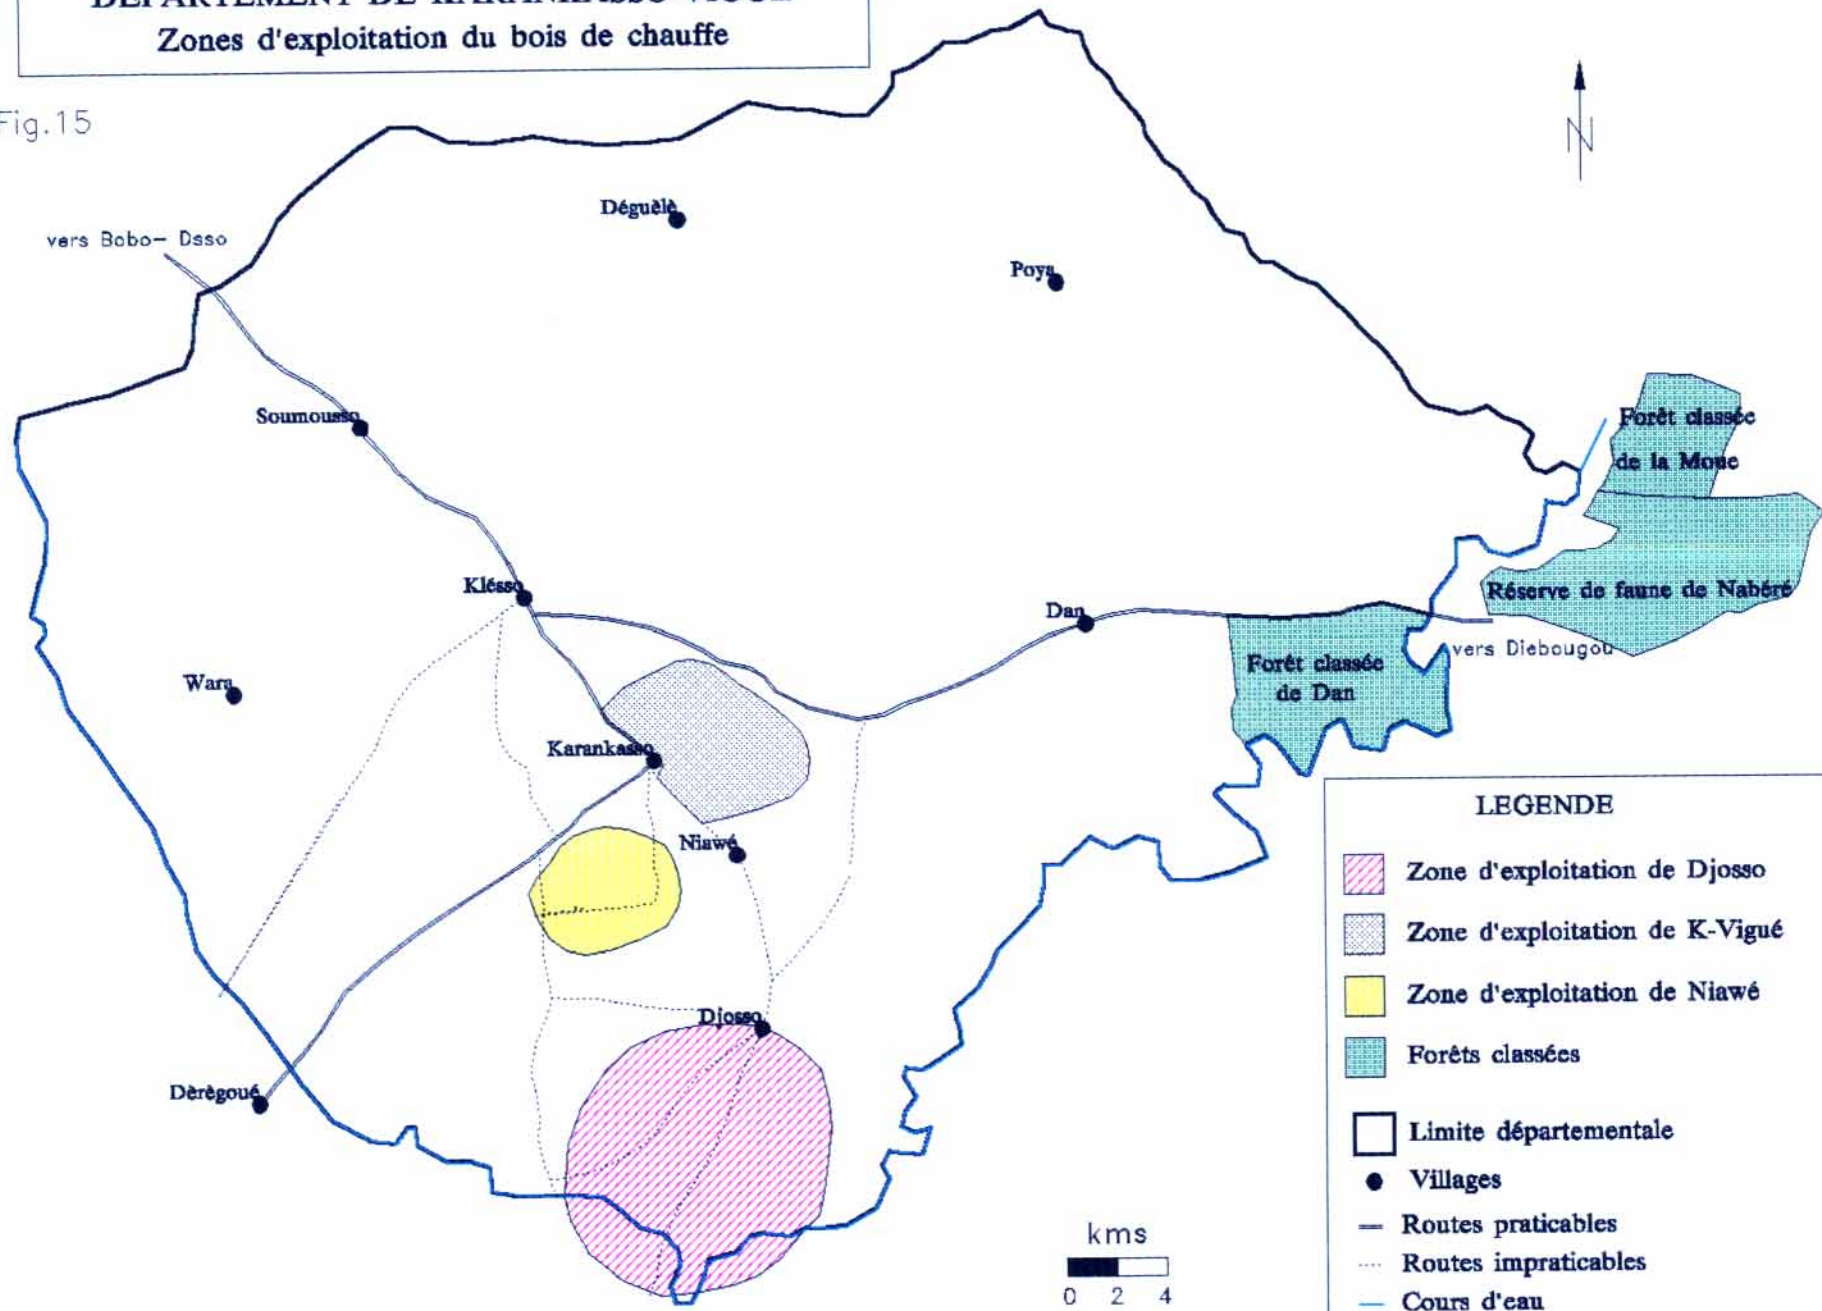 Zones d'exploitation du bois de chauffe
Fig.15
N
vers Bobo- Dsso
Déguèlè
Poya
Soumousso
Forêt classée
de la Moue
Klésso
Dan
Réserve de faune de Nabéré
vers Diebougou
Forêt classée
de Dan
Wara
Karankasso
Niawé
Djosso
Dèrègoué
kms
0 2 4
LEGENDE
Zone d'exploitation de Djosso
Zone d'exploitation de K-Vigué
Zone d'exploitation de Niawé
Forêts classées
Limite départementale
Villages
Routes praticables
Routes impraticables
Cours d'eau